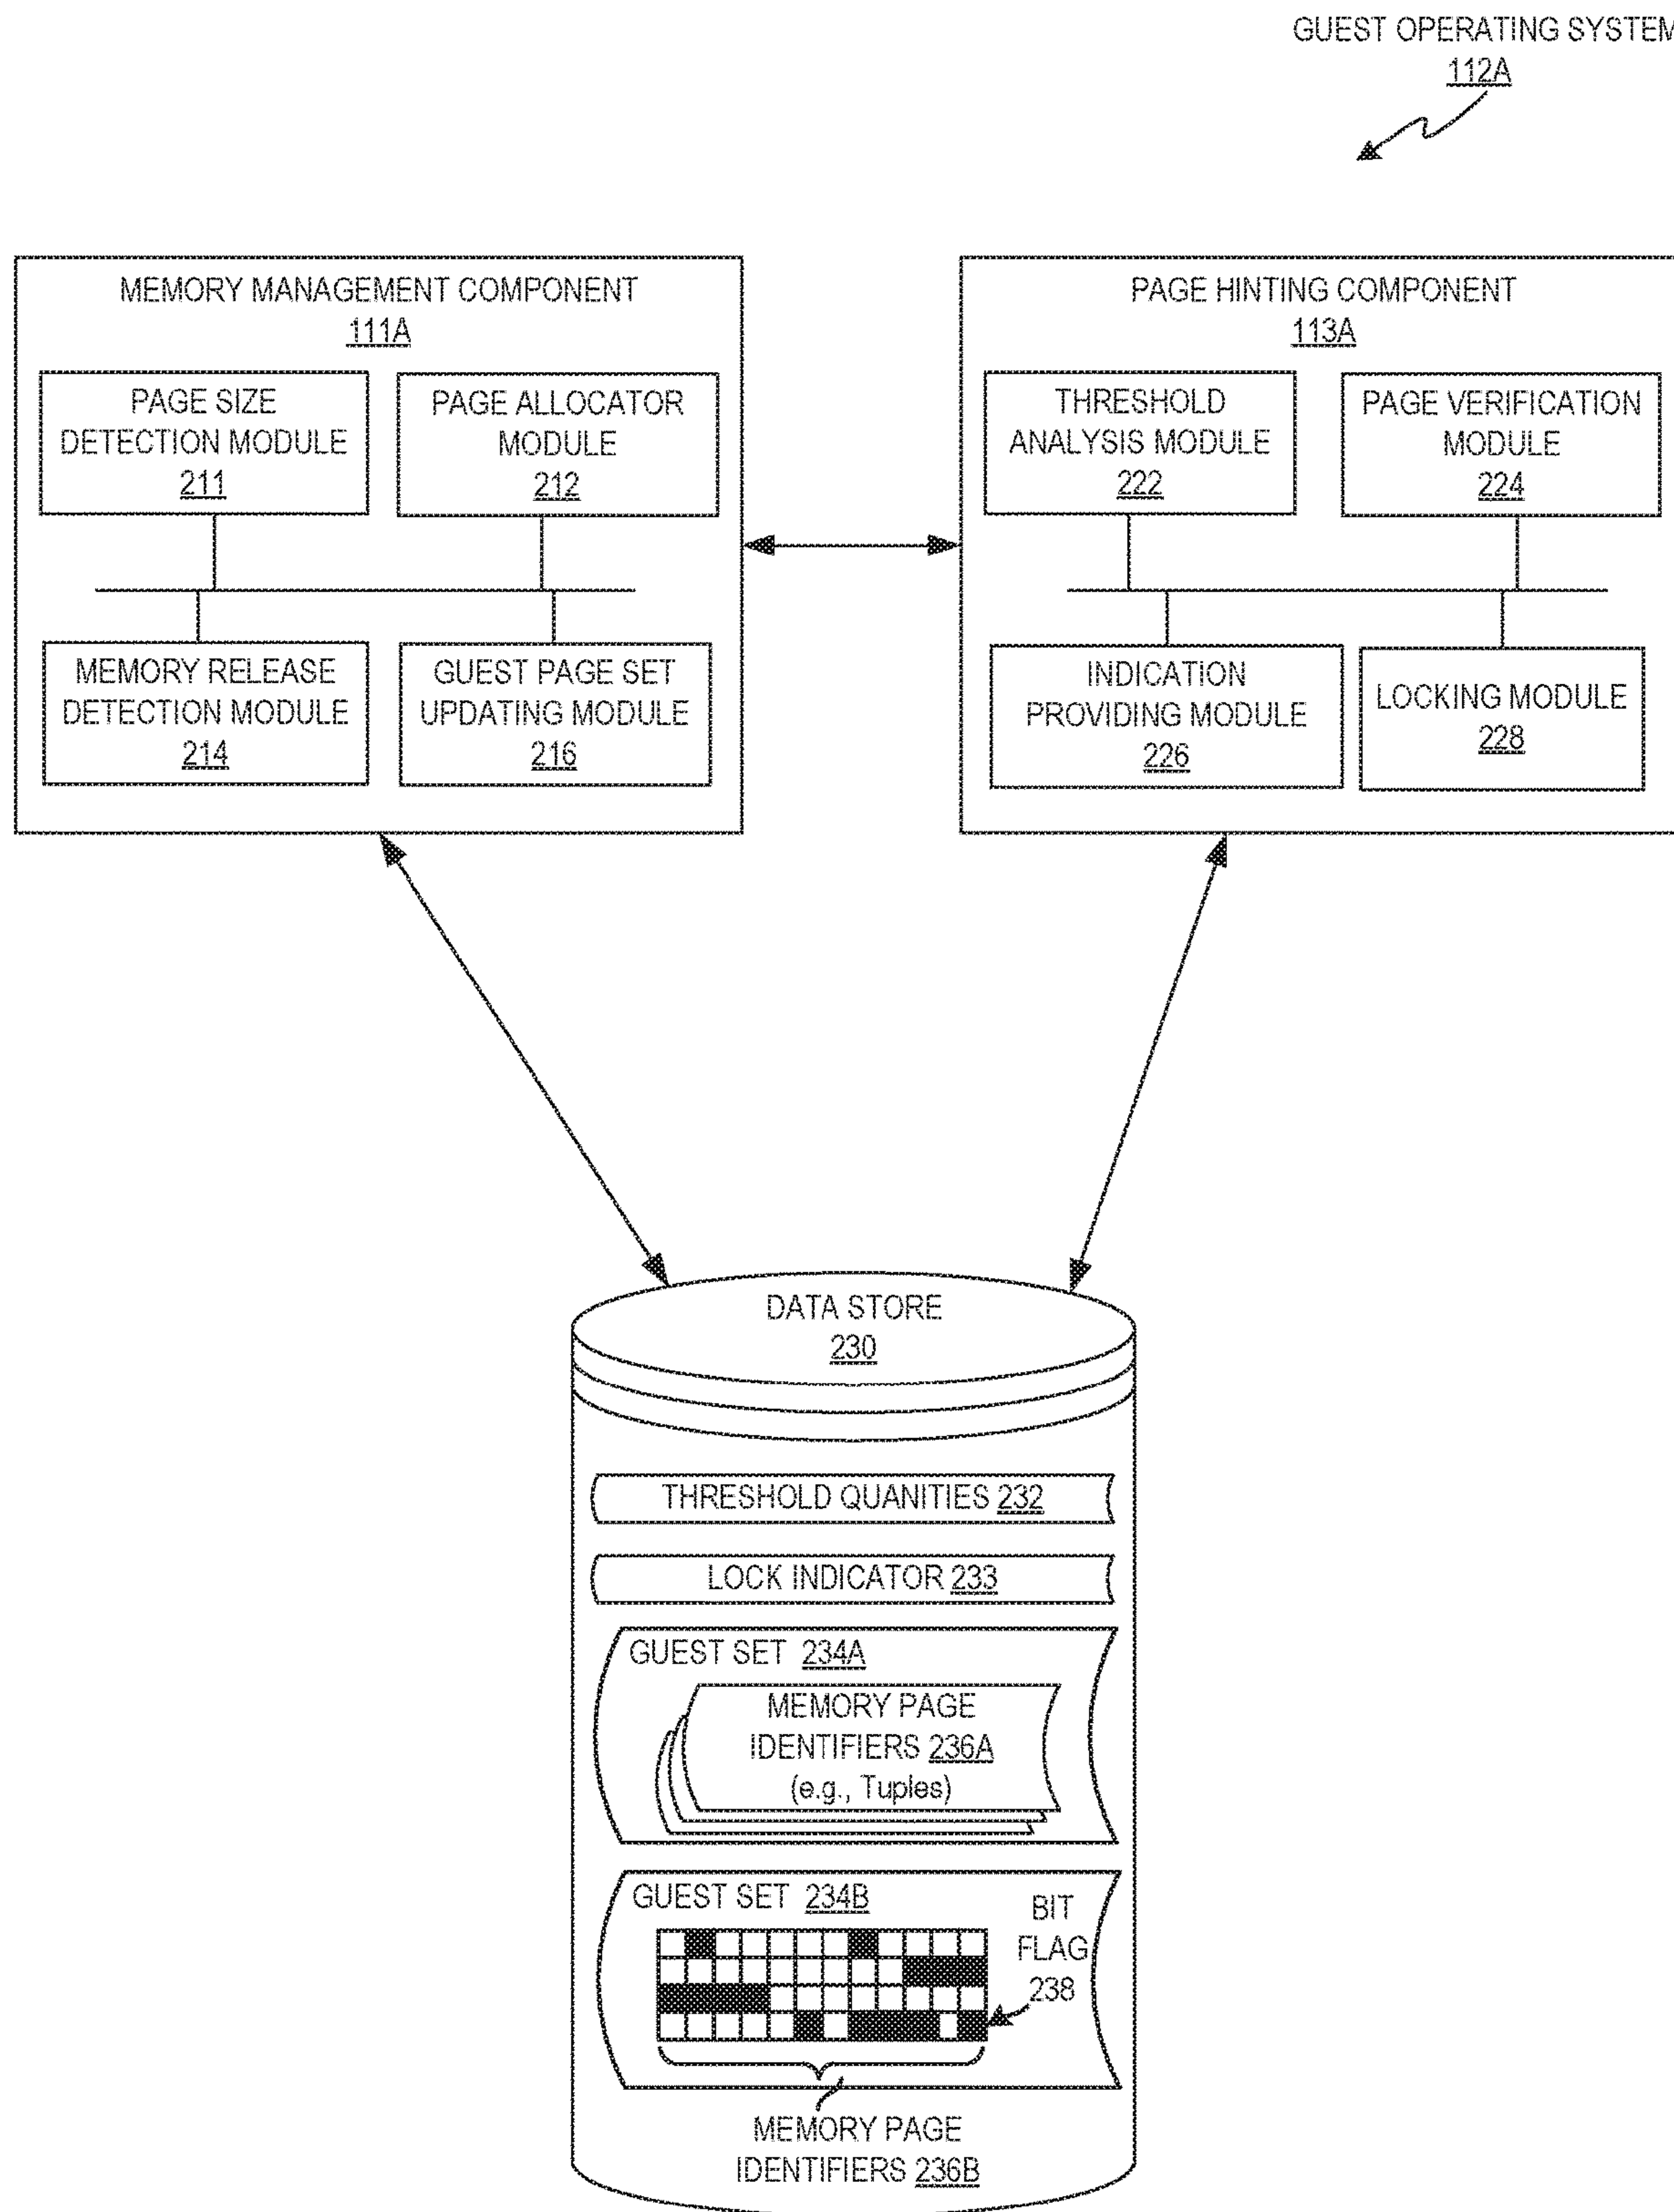 GUEST OPERATING SYSTEM
112A
MEMORY MANAGEMENT COMPONENT
111A
PAGE SIZE
DETECTION MODULE
211
PAGE ALLOCATOR
MODULE
212
MEMORY RELEASE
DETECTION MODULE
214
GUEST PAGE SET
UPDATING MODULE
216
PAGE HINTING COMPONENT
113A
THRESHOLD
ANALYSIS MODULE
222
PAGE VERIFICATION
MODULE
224
INDICATION
PROVIDING MODULE
226
LOCKING MODULE
228
DATA STORE
230
THRESHOLD QUANITIES 232
LOCK INDICATOR 233
GUEST SET 234A
MEMORY PAGE
IDENTIFIERS 236A
(e.g., Tuples)
GUEST SET 234B
BIT
FLAG
238
MEMORY PAGE
IDENTIFIERS 236B